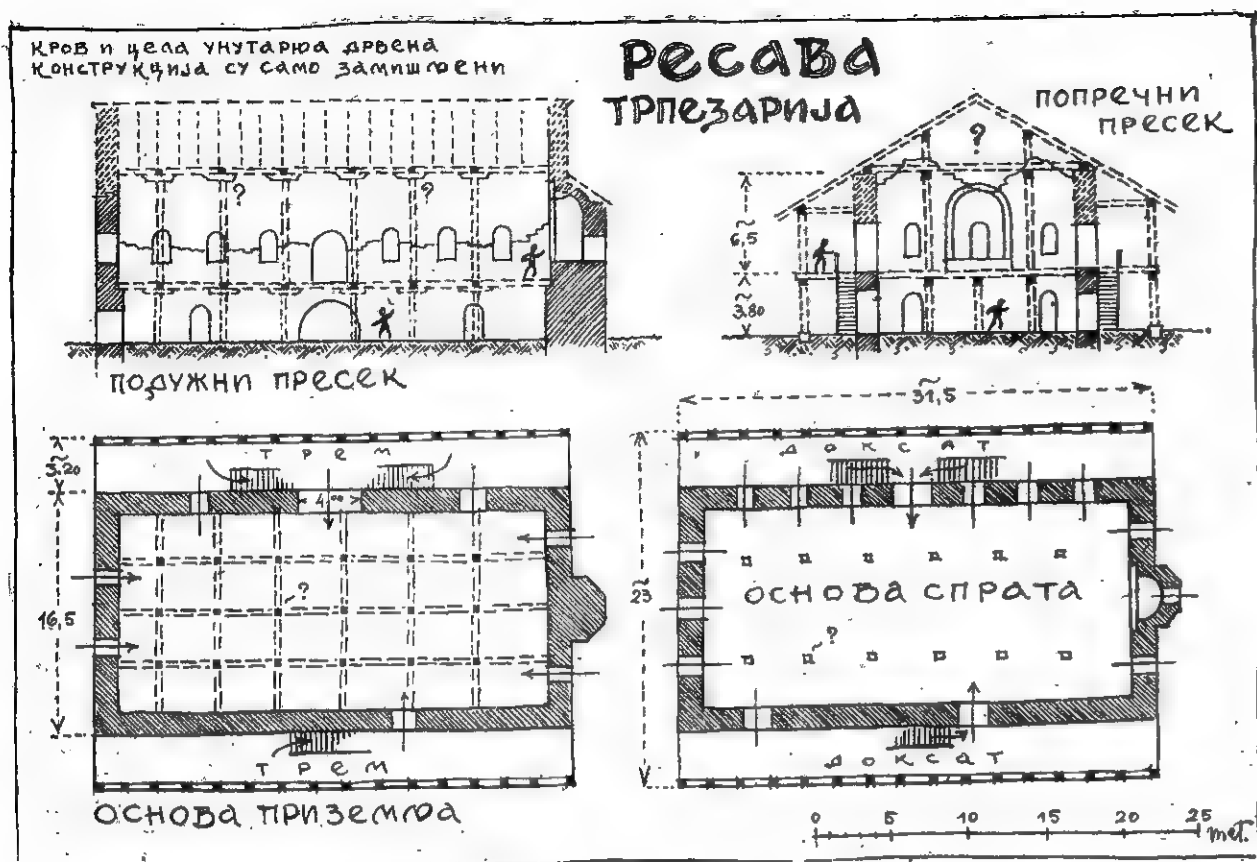 КРОВ И ЦЕЛА УНУТАРЊА ДРВЕНА
КОНСТРУКЦИЈА СУ САМО ЗАМИШЉЕНИ
РЕСАВА
ТРПЕЗАРИЈА
ПОПРЕЧНИ
ПРЕСЕК
?
?
?
6,5
3.80
ПОДУЖНИ ПРЕСЕК
31,5
3.20
ТРЕМ
4.00
?
16,5
ТРЕМ
ОСНОВА ПРИЗЕМЉА
ДОКСАТ
23
ОСНОВА СПРАТА
?
ДОКСАТ
0 5 10 15 20 25 met.